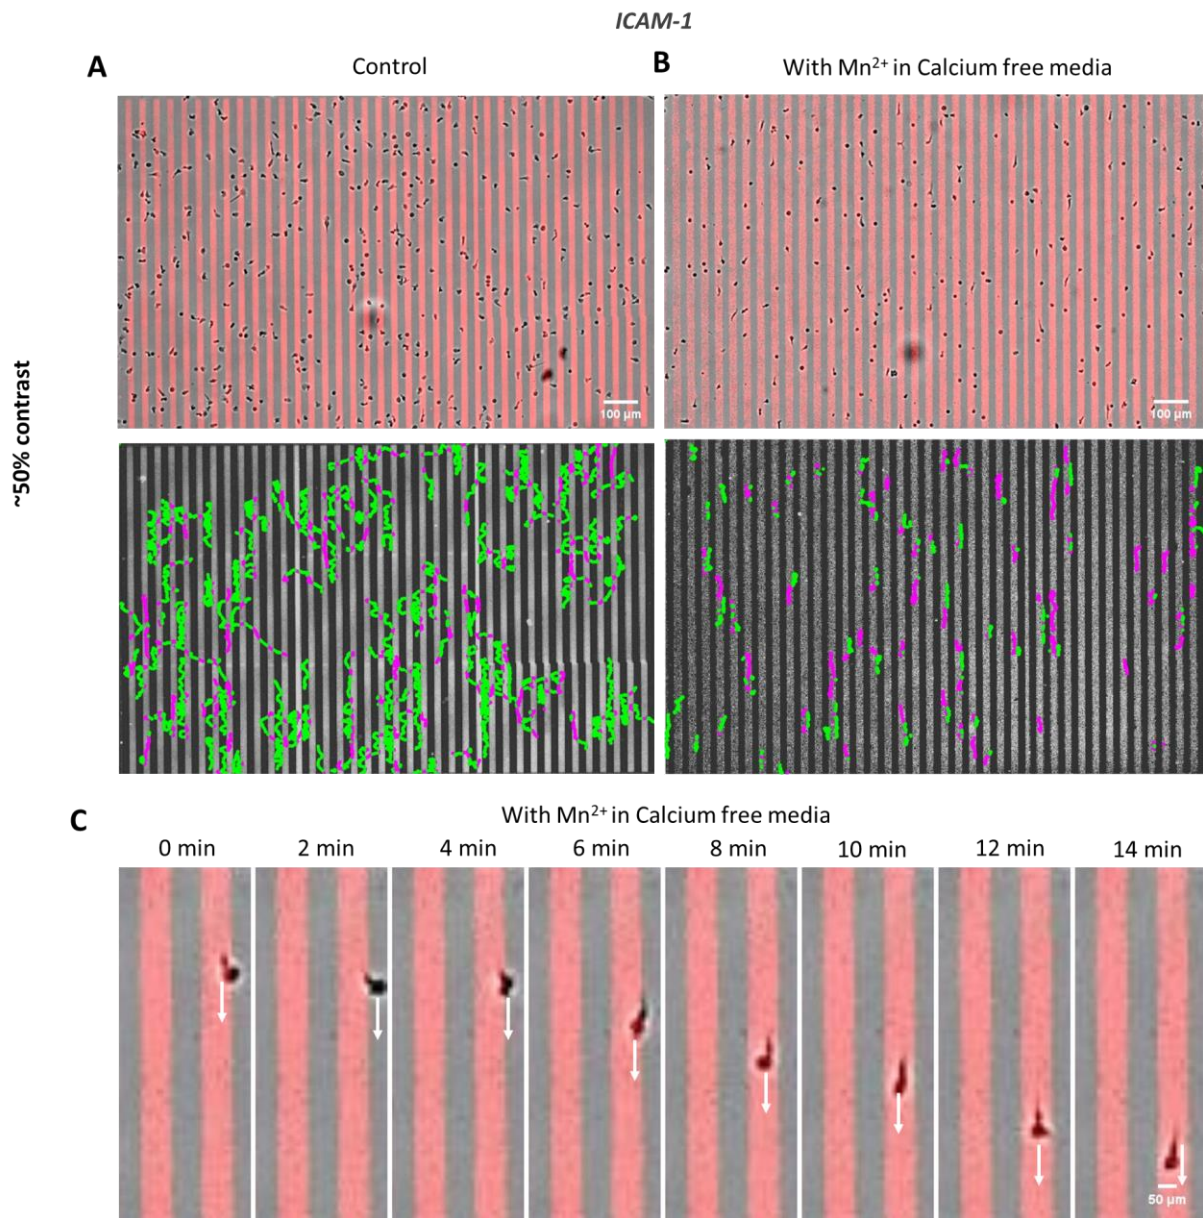 ICAM-1
A
Control
B
With Mn2+ in Calcium free media
~50% contrast
100 µm
100 µm
C
With Mn2+ in Calcium free media
0 min
2 min
4 min
6 min
8 min
10 min
12 min
14 min
50 µm